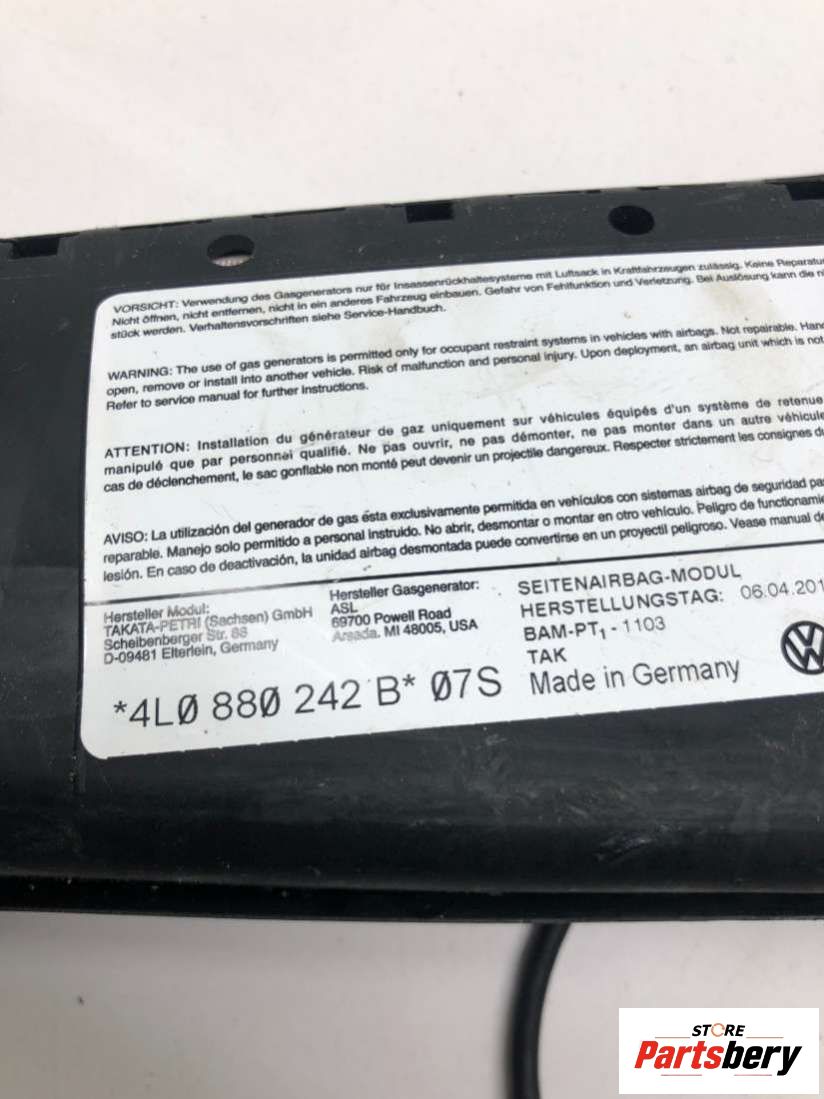 VORSICHT: Verwendung des Gasgenerators nur für Insassenrückhaltesysteme mit Luftsack in Kraftfahrzeugen zulässig. Keine Reparatur
Nicht öffnen, nicht entfernen, nicht in ein anderes Fahrzeug einbauen. Gefahr von Fehlfunktion und Verletzung. Bei Auslösung kann die
stück werden. Verhaltensvorschriften siehe Service-Handbuch.
WARNING: The use of gas generators is permitted only for occupant restraint systems in vehicles with airbags. Not repairable. Hand
open, remove or install into another vehicle. Risk of malfunction and personal injury. Upon deployment, an airbag unit which is not
Refer to service manual for further instructions.
ATTENTION: Installation du générateur de gaz uniquement sur véhicules équipés d'un système de retenue
manipulé que par personnel qualifié. Ne pas ouvrir, ne pas démonter, ne pas monter dans un autre véhicule
cas de déclenchement, le sac gonflable non monté peut devenir un projectile dangereux. Respecter strictement les consignes du
AVISO: La utilización del generador de gas esta exclusivamente permitida en vehículos con sistemas airbag de seguridad
reparable. Manejo solo permitido a personal instruido. No abrir, desmontar o montar en otro vehículo. Peligro de
lesión. En caso de deactivación, la unidad airbag desmontada puede convertirse en un proyectil peligroso. Vease manual de
Hersteller Modul:
TAKATA-PETRI (Sachsen) GmbH
Scheibenberger Str. 88
D-09481 Elterlein, Germany
Hersteller Gasgenerator:
ASL
69700 Powell Road
Armada, MI 48005, USA
SEITENAIRBAG-MODUL
HERSTELLUNGSTAG: 06.04.201
BAM-PT₁-1103
TAK
Made in Germany
*4LØ 88Ø 242 B* Ø7S
STORE
Partsbery